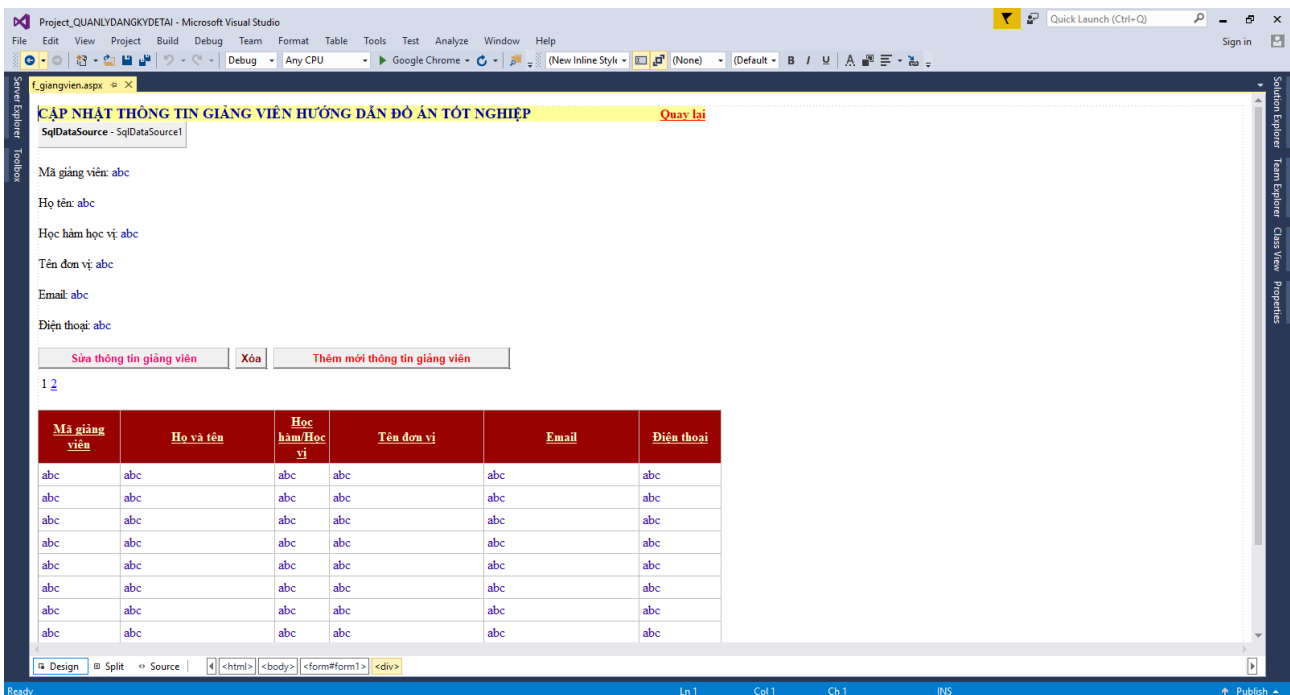 Project_QUANLYDANGKYDETAI - Microsoft Visual Studio
Quick Launch (Ctrl+Q)
File Edit View Project Build Debug Team Format Table Tools Test Analyze Window Help
Sign in
Debug Any CPU Google Chrome (New Inline Style (None) (Default B I U A
f_giangvien.aspx
Server Explorer
Toolbox
CẬP NHẬT THÔNG TIN GIẢNG VIÊN HƯỚNG DẪN ĐỒ ÁN TỐT NGHIỆP Quay lại
SqlDataSource - SqlDataSource1
Mã giảng viên: abc
Họ tên: abc
Học hàm học vị: abc
Tên đơn vị: abc
Email: abc
Điện thoại: abc
Sửa thông tin giảng viên Xóa Thêm mới thông tin giảng viên
1 2
Mã giảng viên Họ và tên Học hàm/Học vị Tên đơn vị Email Điện thoại
abc abc abc abc abc abc
abc abc abc abc abc abc
abc abc abc abc abc abc
abc abc abc abc abc abc
abc abc abc abc abc abc
abc abc abc abc abc abc
abc abc abc abc abc abc
abc abc abc abc abc abc
Solution Explorer
Team Explorer
Class View
Properties
Design Split Source <html> <body> <form#form1> <div>
Ready Ln 1 Col 1 Ch 1 INS Publish